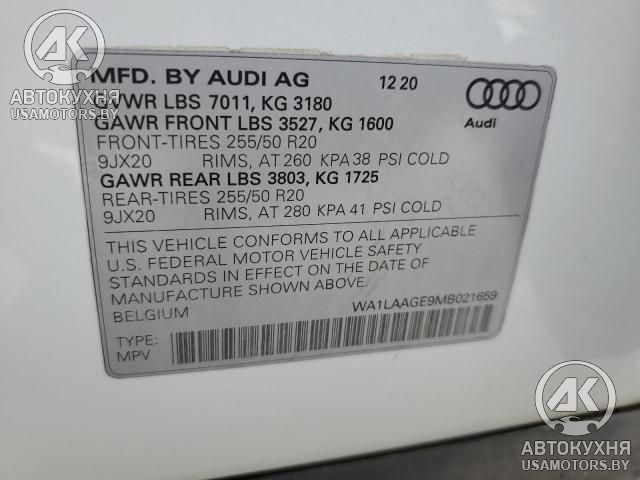 MFD. BY AUDI AG 12 20
GVWR LBS 7011, KG 3180
GAWR FRONT LBS 3527, KG 1600
FRONT-TIRES 255/50 R20
9JX20 RIMS, AT 260 KPA 38 PSI COLD
GAWR REAR LBS 3803, KG 1725
REAR-TIRES 255/50 R20
9JX20 RIMS, AT 280 KPA 41 PSI COLD
Audi
THIS VEHICLE CONFORMS TO ALL APPLICABLE
U.S. FEDERAL MOTOR VEHICLE SAFETY
STANDARDS IN EFFECT ON THE DATE OF
MANUFACTURE SHOWN ABOVE.
BELGIUM
WA1LAAGE9MB021659
TYPE:
MPV
АК
АВТОКУХНЯ
USAMOTORS.BY
АК
АВТОКУХНЯ
USAMOTORS.BY